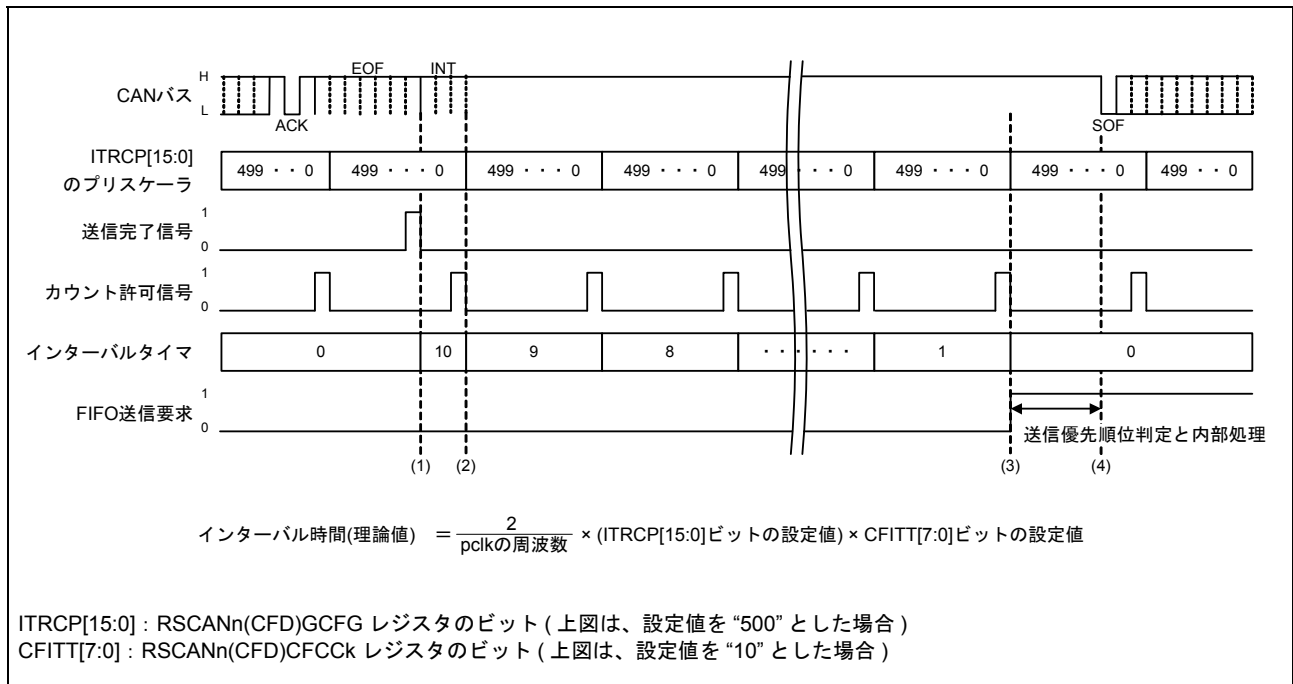 EOF INT
CANバス H L
ACK SOF
ITRCP[15:0]のプリスケーラ
499 ・・ 0 499 ・・・ 0 499 ・・・ 0 499 ・・・ 0 499 ・・・ 0 499 ・・・ 0 499 ・・・ 0 499 ・・ 0
送信完了信号 1 0
カウント許可信号 1 0
インターバルタイマ 0 10 9 8 ・・・・・・ 1 0
FIFO送信要求 1 0
送信優先順位判定と内部処理
(1) (2) (3) (4)
インターバル時間(理論値) = 2 / pclkの周波数 × (ITRCP[15:0]ビットの設定値) × CFITT[7:0]ビットの設定値
ITRCP[15:0]:RSCANn(CFD)GCFG レジスタのビット ( 上図は、設定値を “500” とした場合 )
CFITT[7:0]:RSCANn(CFD)CFCCk レジスタのビット ( 上図は、設定値を “10” とした場合 )